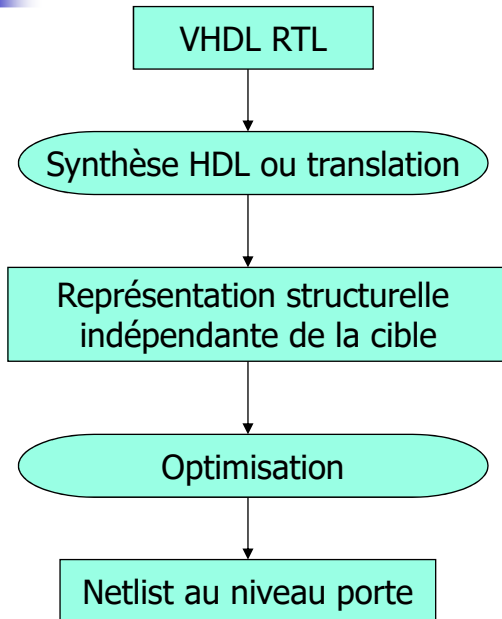 VHDL RTL
Synthèse HDL ou translation
Représentation structurelle
indépendante de la cible
Optimisation
Netlist au niveau porte